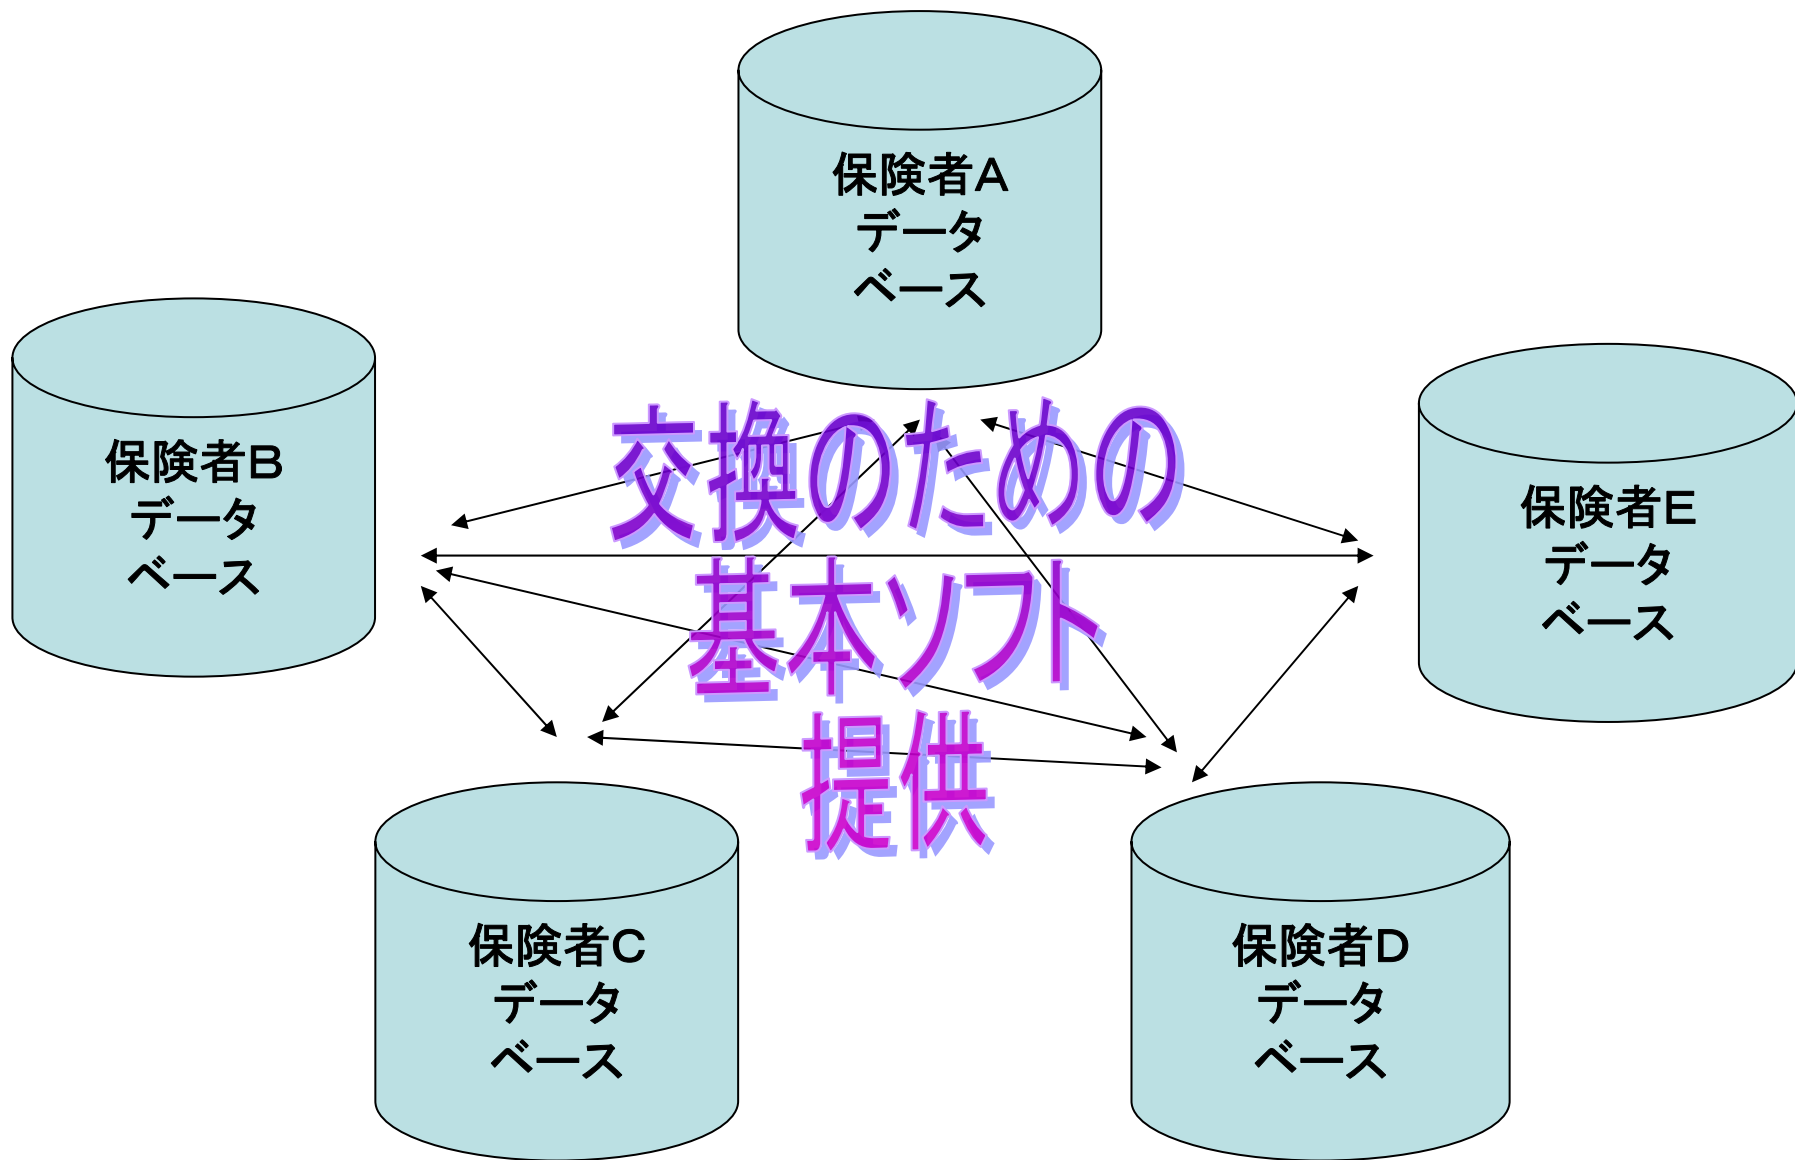 保険者A
データ
ベース
保険者B
データ
ベース
保険者E
データ
ベース
交換のための
基本ソフト
提供
保険者C
データ
ベース
保険者D
データ
ベース